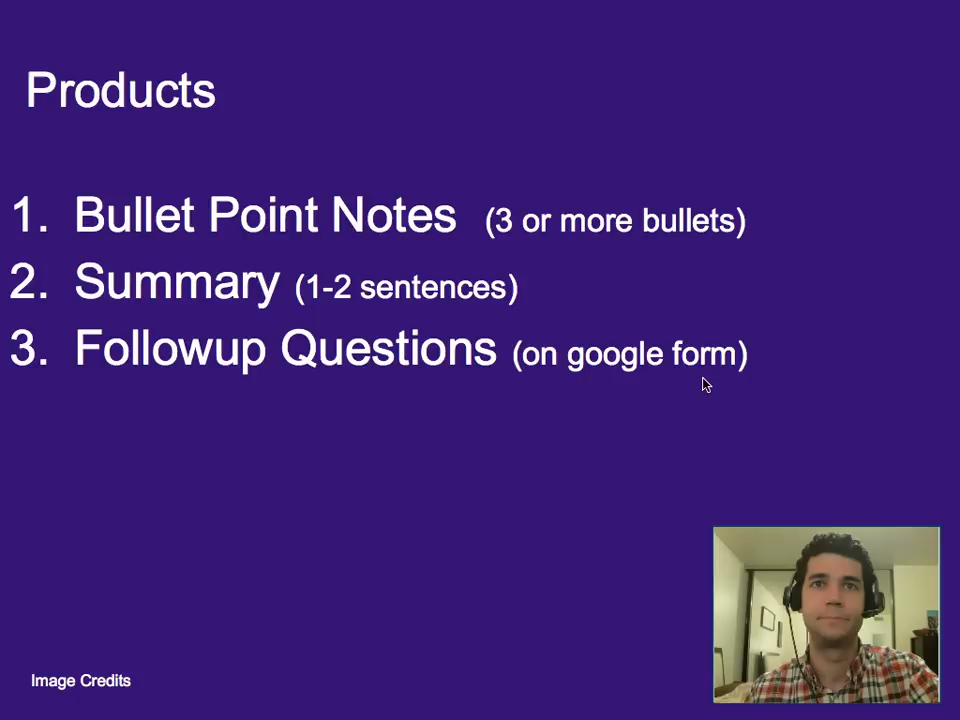 Products
1. Bullet Point Notes (3 or more bullets)
2. Summary (1-2 sentences)
3. Followup Questions (on google form)
Image Credits